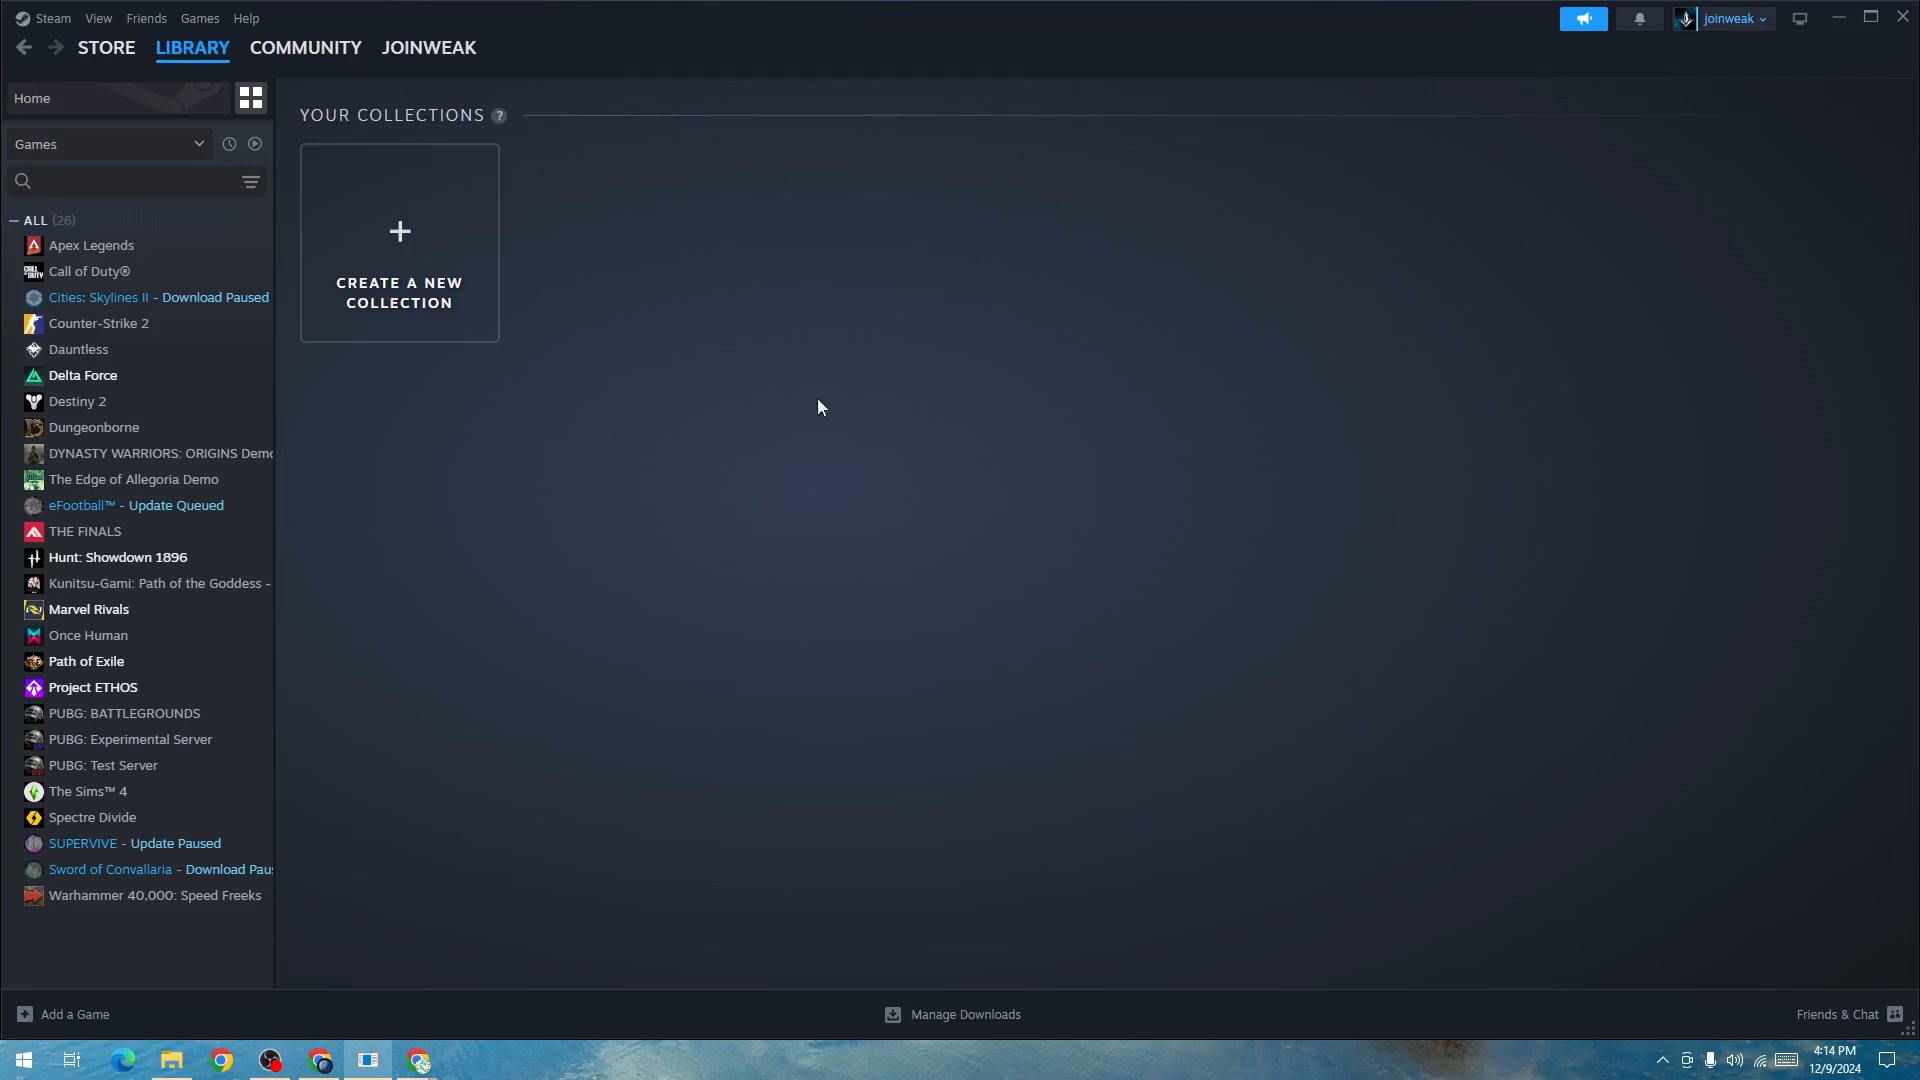 Steam View Friends Games Help
joinweak
STORE LIBRARY COMMUNITY JOINWEAK
Home
YOUR COLLECTIONS ?
Games
ALL (26)
Apex Legends
Call of Duty®
Cities: Skylines II - Download Paused
Counter-Strike 2
Dauntless
Delta Force
Destiny 2
Dungeonborne
DYNASTY WARRIORS: ORIGINS Demo
The Edge of Allegoria Demo
eFootball™ - Update Queued
THE FINALS
Hunt: Showdown 1896
Kunitsu-Gami: Path of the Goddess -
Marvel Rivals
Once Human
Path of Exile
Project ETHOS
PUBG: BATTLEGROUNDS
PUBG: Experimental Server
PUBG: Test Server
The Sims™ 4
Spectre Divide
SUPERVIVE - Update Paused
Sword of Convallaria - Download Pau
Warhammer 40,000: Speed Freeks
CREATE A NEW
COLLECTION
Add a Game
Manage Downloads
Friends & Chat
4:14 PM
12/9/2024